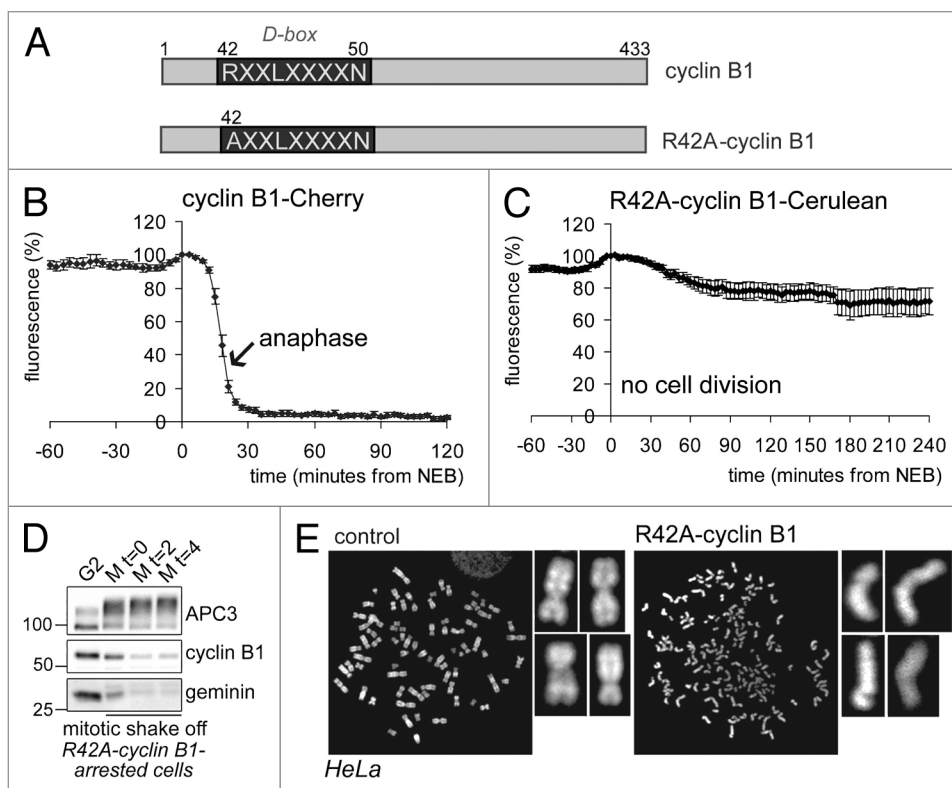 A
D-box
1 42 50 433
RXXLXXXXN cyclin B1
42
AXXLXXXXN R42A-cyclin B1
B
cyclin B1-Cherry
fluorescence (%)
120
100
80
60
40
20
0
anaphase
-60 -30 0 30 60 90 120
time (minutes from NEB)
C
R42A-cyclin B1-Cerulean
fluorescence (%)
120
100
80
60
40
20
0
no cell division
-60 -30 0 30 60 90 120 150 180 210 240
time (minutes from NEB)
D
G2 M t=0 M t=2 M t=4
100 APC3
50 cyclin B1
25 geminin
mitotic shake off
R42A-cyclin B1-
arrested cells
E
control R42A-cyclin B1
HeLa